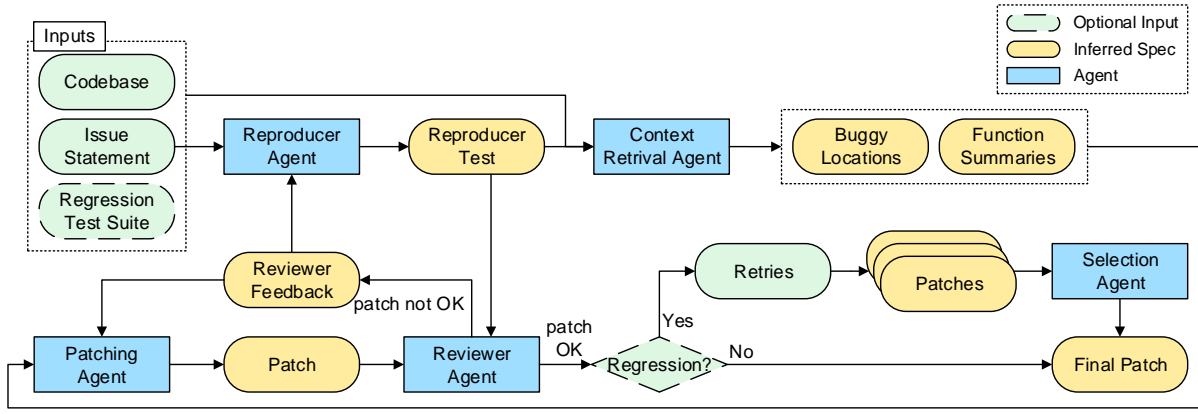 Inputs
Codebase
Issue
Statement
Regression
Test Suite
Reproducer
Agent
Reproducer
Test
Context
Retrival Agent
Buggy
Locations
Function
Summaries
Optional Input
Inferred Spec
Agent
Reviewer
Feedback
patch not OK
Patching
Agent
Patch
Reviewer
Agent
patch
OK
Regression?
Yes
No
Retries
Patches
Selection
Agent
Final Patch